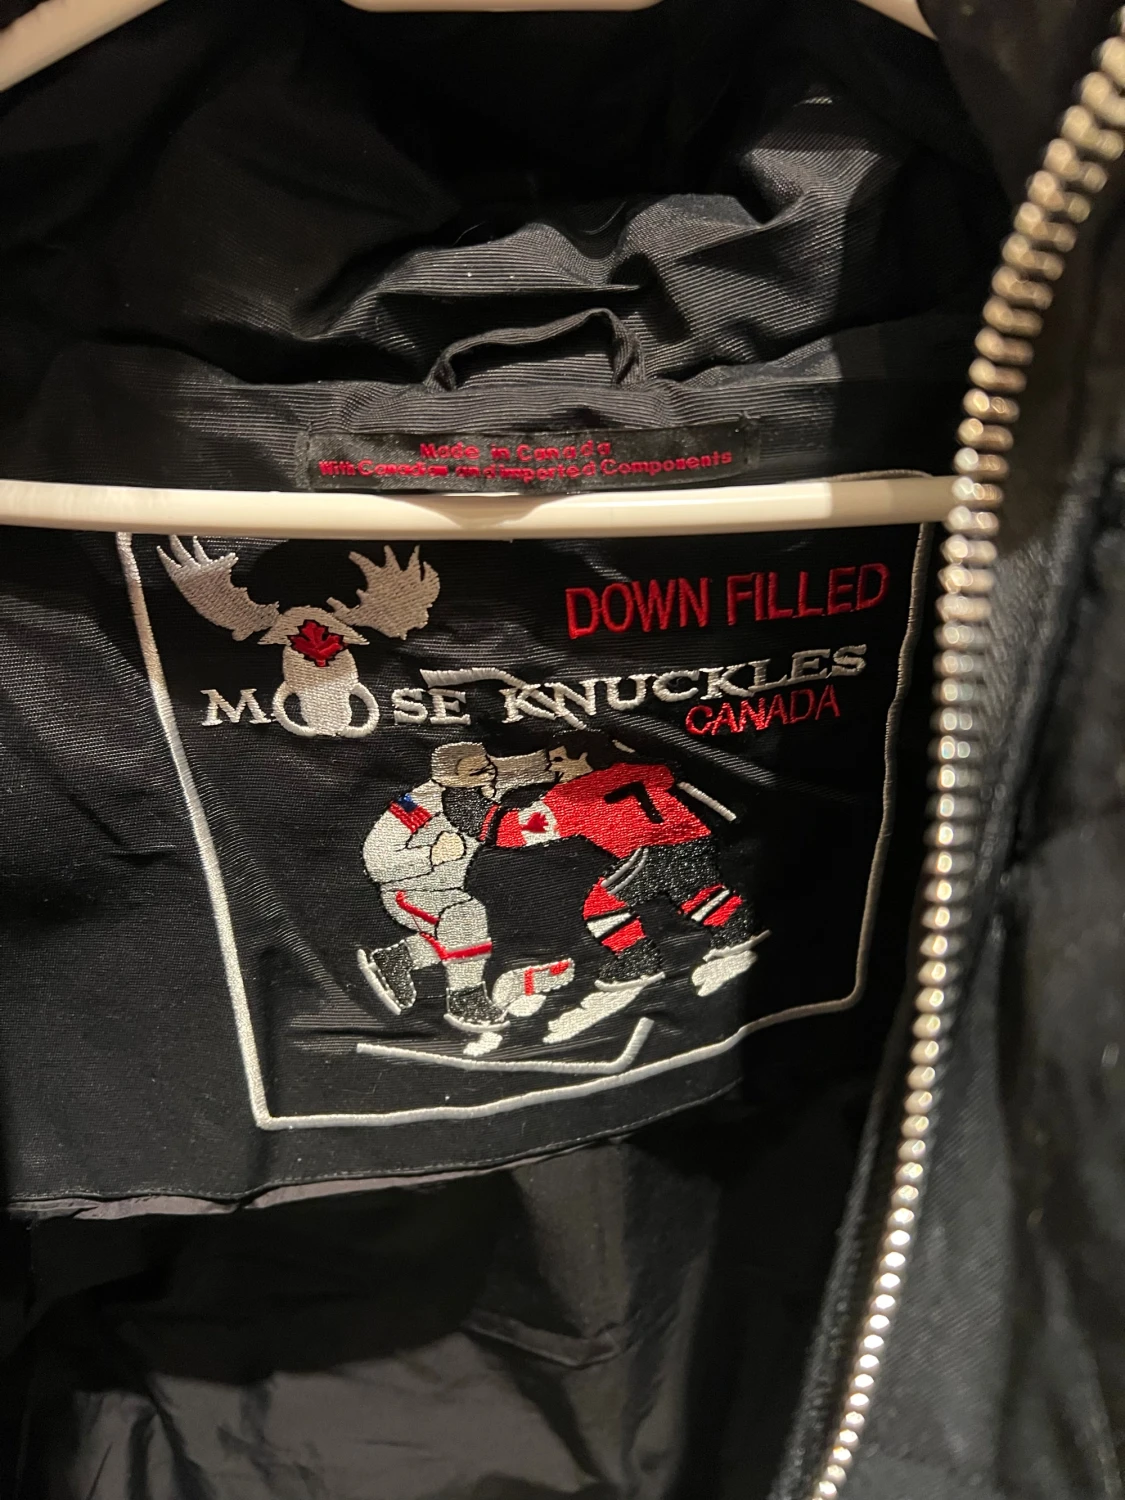 Made in Canada
With Canadian and Imported Components
DOWN FILLED
MOOSE KNUCKLES
CANADA
7